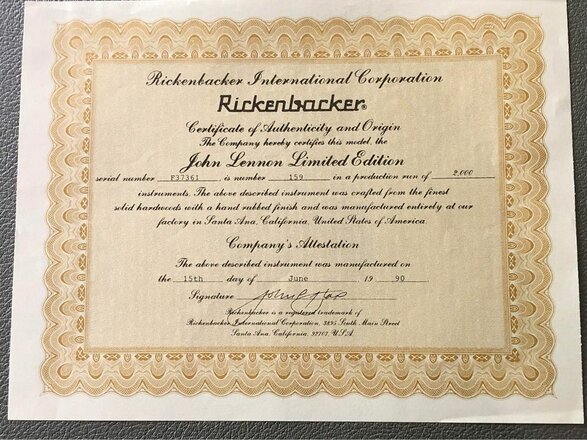 Rickenbacker International Corporation
Rickenbacker®
Certificate of Authenticity and Origin
The Company hereby certifies this model, the
John Lennon Limited Edition
serial number F37361 is number 159 in a production run of 2,000
instruments. The above described instrument was crafted from the finest
solid hardwoods with a hand rubbed finish and was manufactured entirely at our
factory in Santa Ana, California, United States of America.
Company's Attestation
The above described instrument was manufactured on
the 15th day of June 19 90
Signature
Rickenbacker is a registered trademark of
Rickenbacker International Corporation, 3895 South Main Street
Santa Ana, California, 92707, U.S.A.